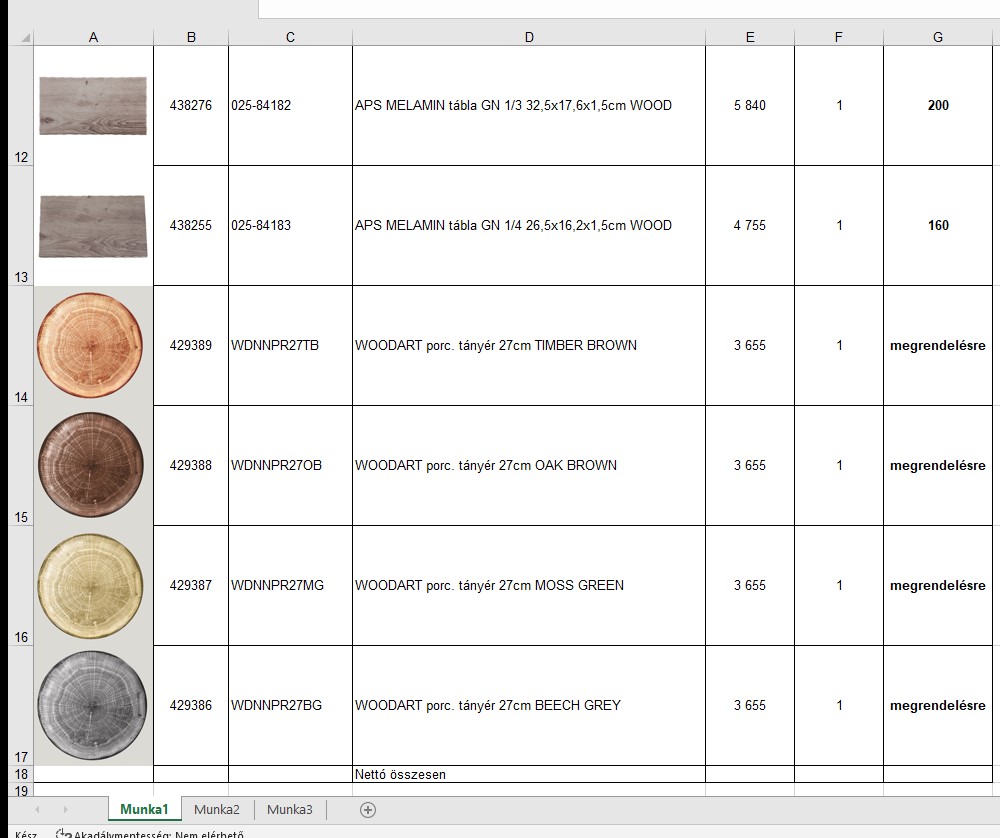 A B C D E F G
12 438276 025-84182 APS MELAMIN tábla GN 1/3 32,5x17,6x1,5cm WOOD 5 840 1 200
13 438255 025-84183 APS MELAMIN tábla GN 1/4 26,5x16,2x1,5cm WOOD 4 755 1 160
14 429389 WDNNPR27TB WOODART porc. tányér 27cm TIMBER BROWN 3 655 1 megrendelésre
15 429388 WDNNPR27OB WOODART porc. tányér 27cm OAK BROWN 3 655 1 megrendelésre
16 429387 WDNNPR27MG WOODART porc. tányér 27cm MOSS GREEN 3 655 1 megrendelésre
17 429386 WDNNPR27BG WOODART porc. tányér 27cm BEECH GREY 3 655 1 megrendelésre
18 Nettó összesen
19
Munka1 Munka2 Munka3
Kész Akadálymentesség: Nem elérhető